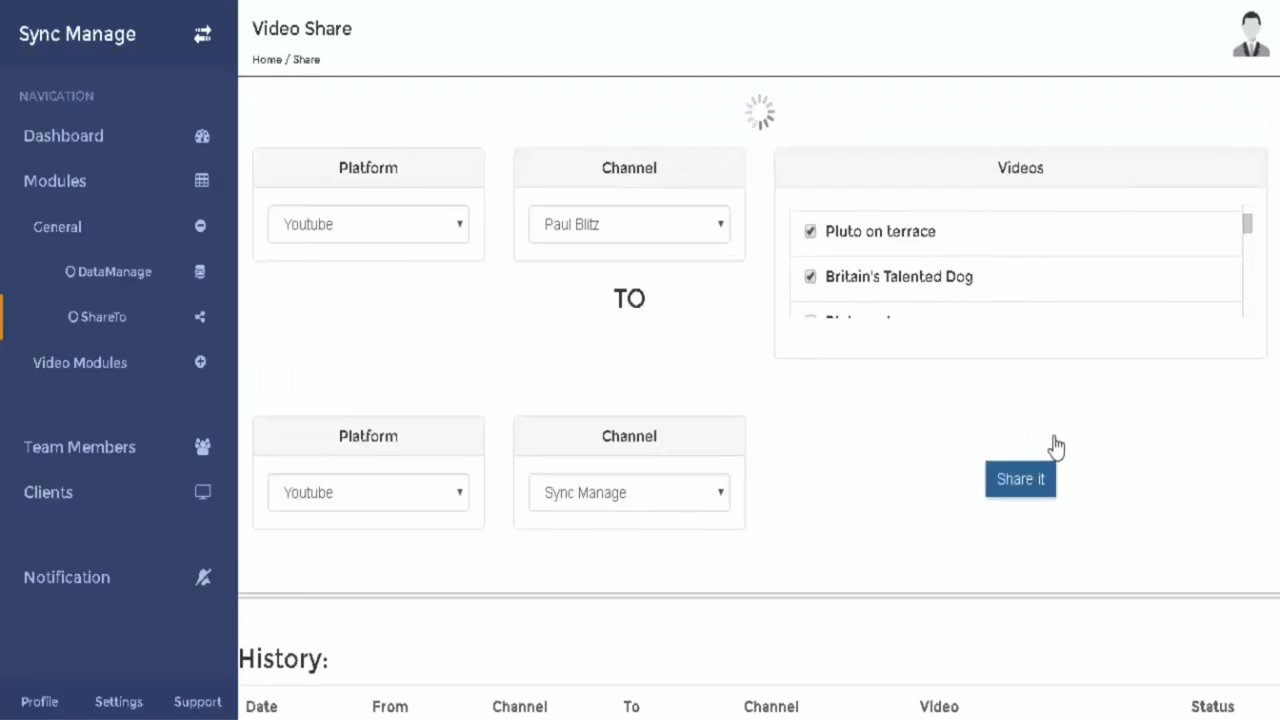 Sync Manage
NAVIGATION
Dashboard
Modules
General
DataManage
ShareTo
Video Modules
Team Members
Clients
Notification
Profile Settings Support
Video Share
Home / Share
Platform
Youtube
Channel
Paul Blitz
Videos
Pluto on terrace
Britain's Talented Dog
TO
Platform
Youtube
Channel
Sync Manage
Share it
History:
Date From Channel To Channel Video Status